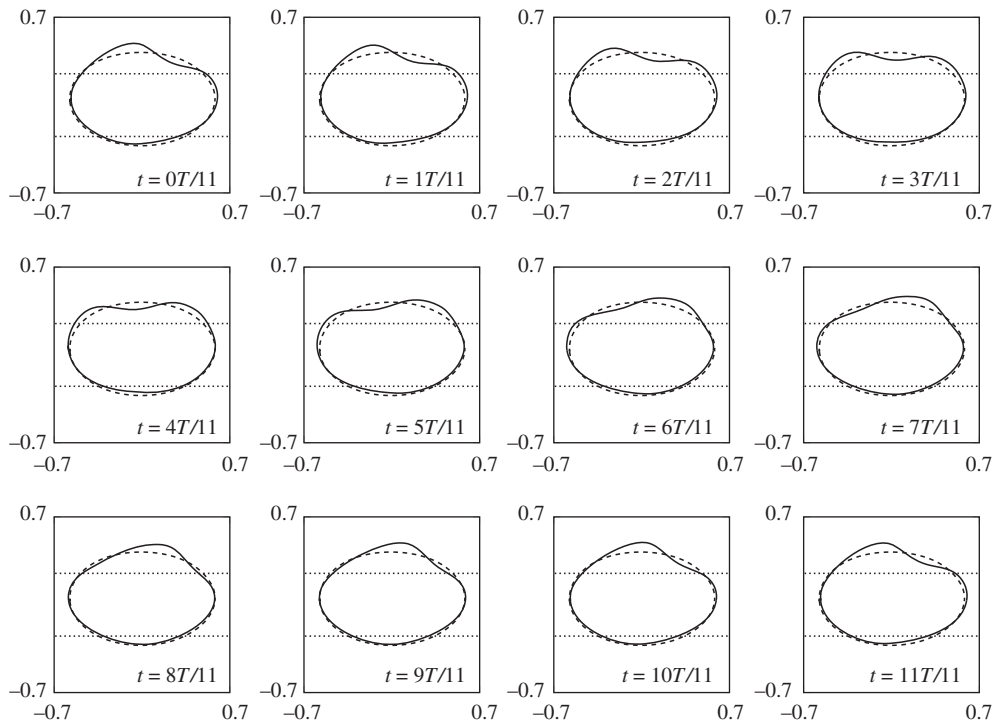 0.7 0.7 0.7 0.7
t = 0T/11 t = 1T/11 t = 2T/11 t = 3T/11
−0.7 −0.7 −0.7 −0.7
−0.7 0.7 −0.7 0.7 −0.7 0.7 −0.7 0.7
0.7 0.7 0.7 0.7
t = 4T/11 t = 5T/11 t = 6T/11 t = 7T/11
−0.7 −0.7 −0.7 −0.7
−0.7 0.7 −0.7 0.7 −0.7 0.7 −0.7 0.7
0.7 0.7 0.7 0.7
t = 8T/11 t = 9T/11 t = 10T/11 t = 11T/11
−0.7 −0.7 −0.7 −0.7
−0.7 0.7 −0.7 0.7 −0.7 0.7 −0.7 0.7